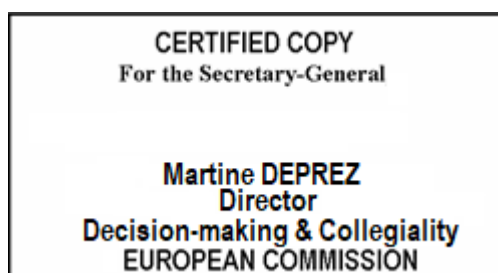 CERTIFIED COPY
For the Secretary-General
Martine DEPREZ
Director
Decision-making & Collegiality
EUROPEAN COMMISSION